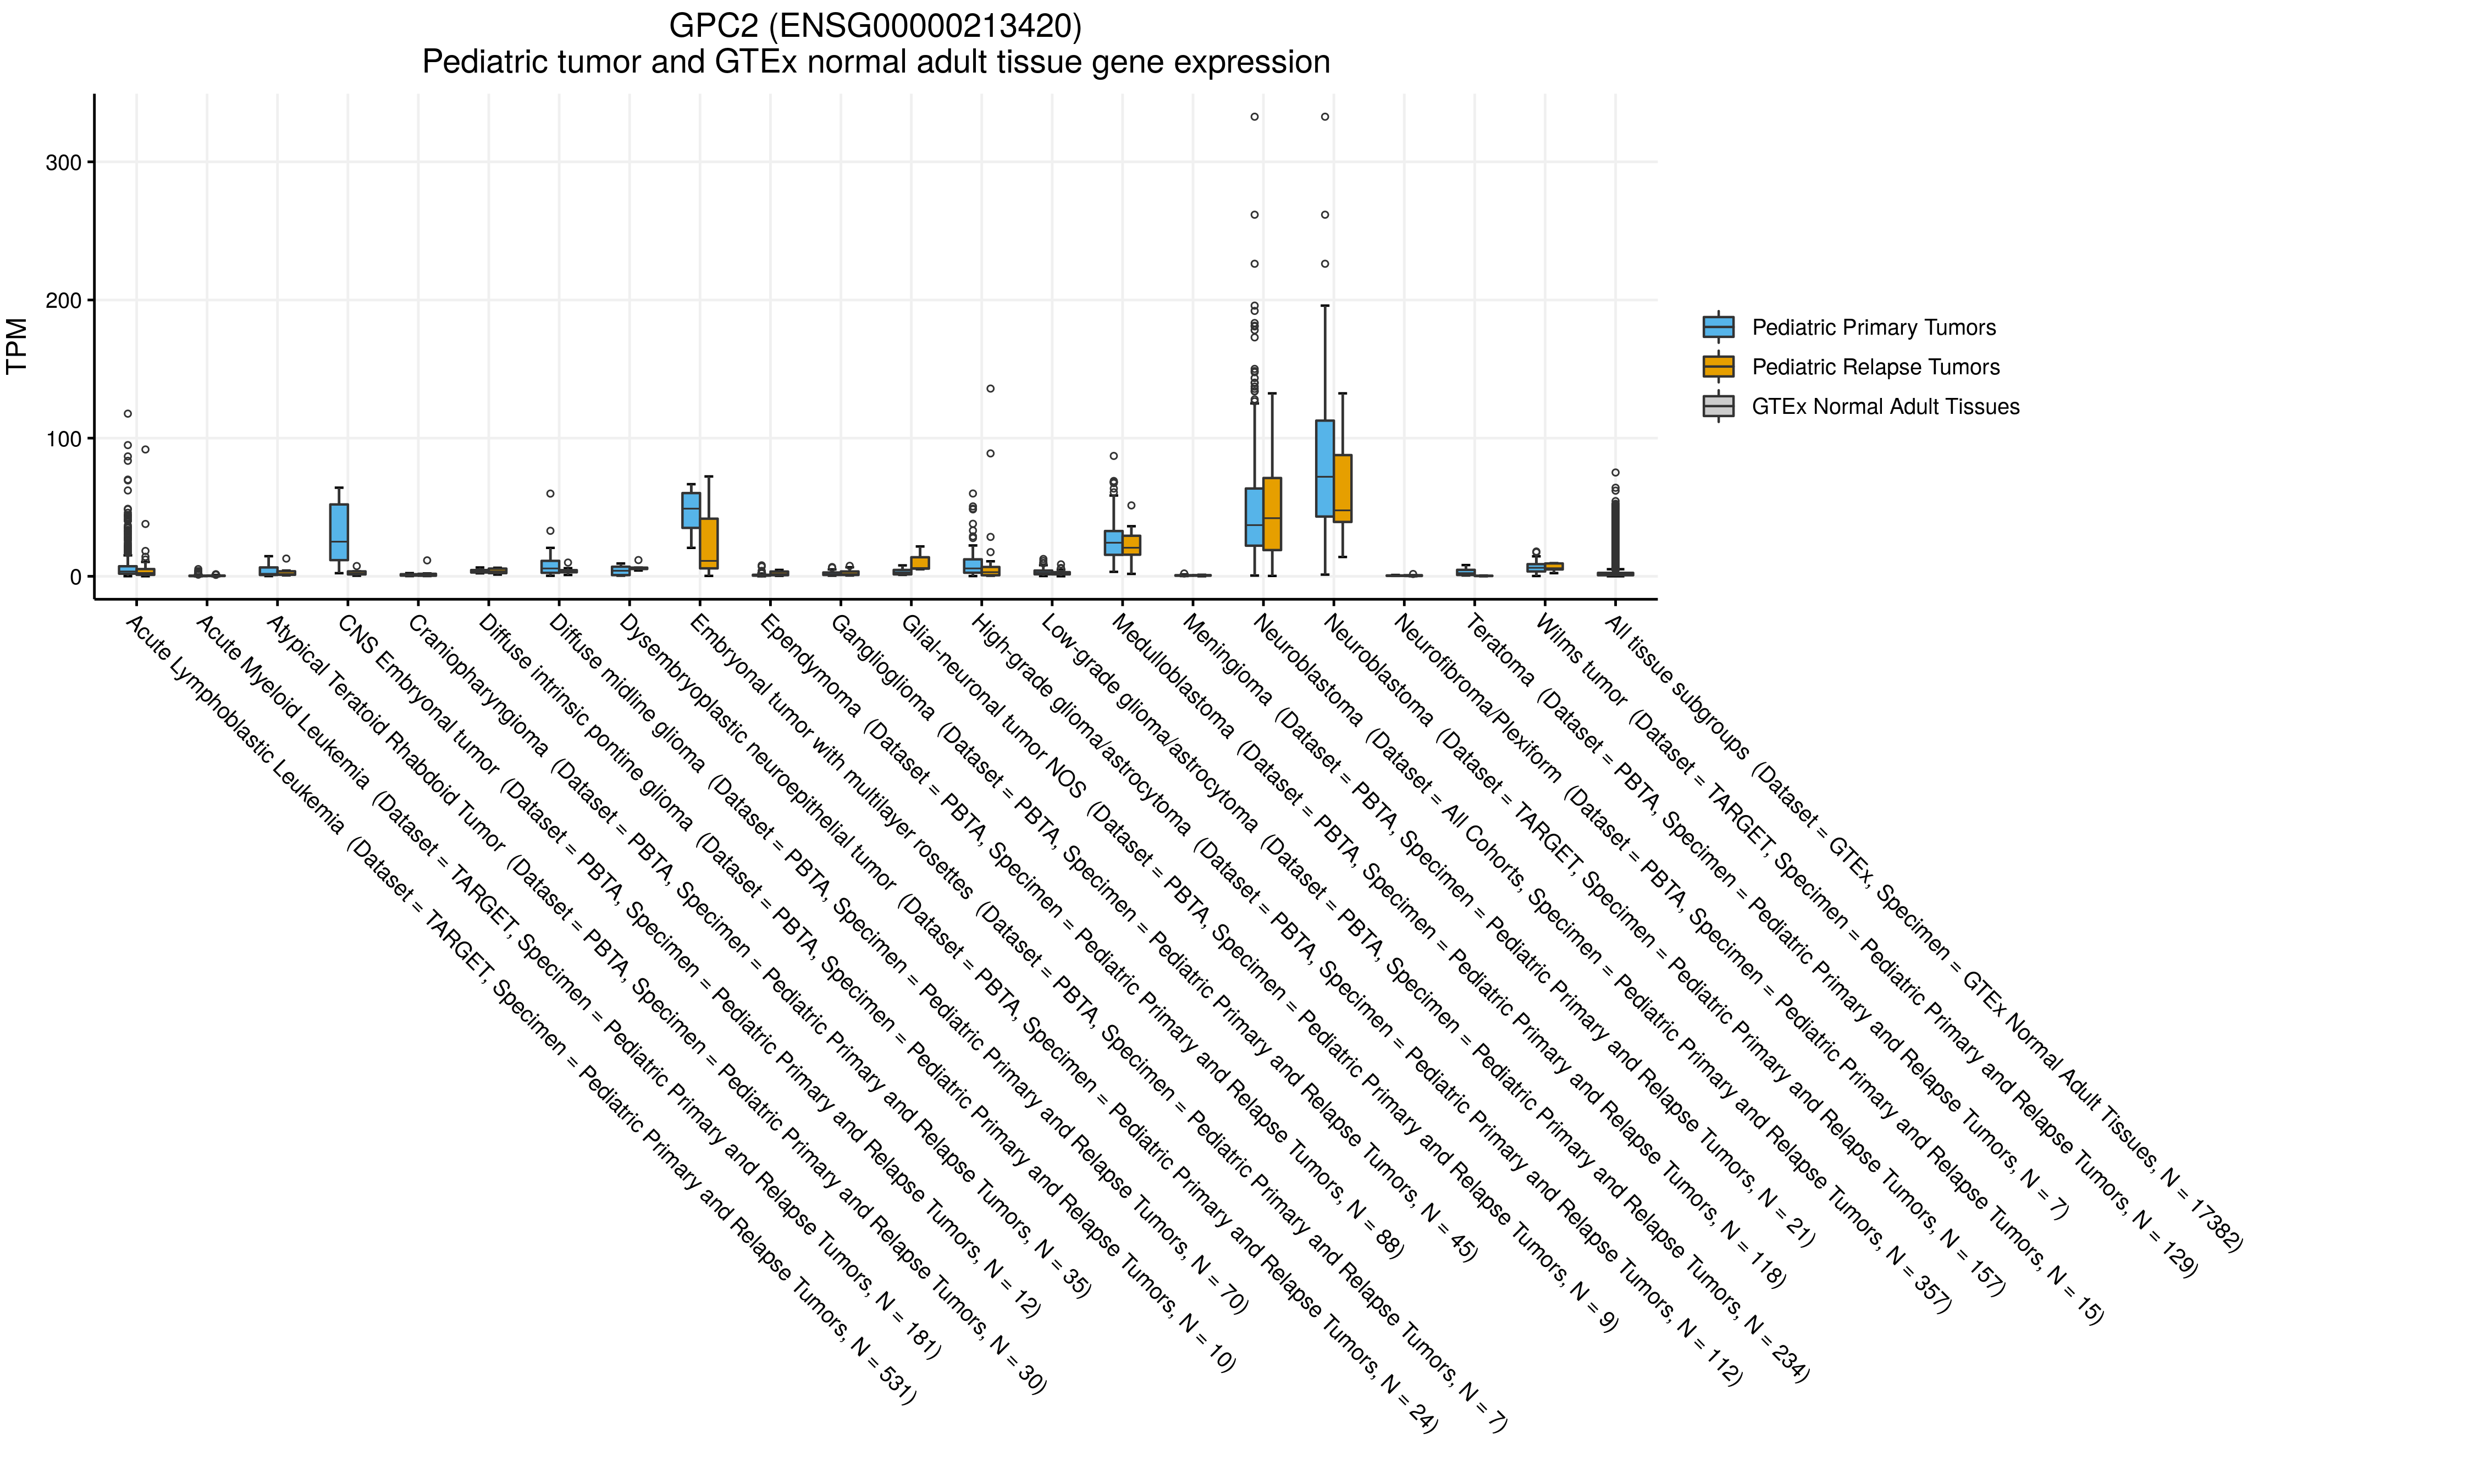 GPC2 (ENSG00000213420)
Pediatric tumor and GTEx normal adult tissue gene expression
TPM
300
200
100
0
Pediatric Primary Tumors
Pediatric Relapse Tumors
GTEx Normal Adult Tissues
Acute Lymphoblastic Leukemia (Dataset = TARGET, Specimen = Pediatric Primary and Relapse Tumors, N = 531)
Acute Myeloid Leukemia (Dataset = TARGET, Specimen = Pediatric Primary and Relapse Tumors, N = 181)
Atypical Teratoid Rhabdoid Tumor (Dataset = PBTA, Specimen = Pediatric Primary and Relapse Tumors, N = 30)
CNS Embryonal tumor (Dataset = PBTA, Specimen = Pediatric Primary and Relapse Tumors, N = 12)
Craniopharyngioma (Dataset = PBTA, Specimen = Pediatric Primary and Relapse Tumors, N = 35)
Diffuse intrinsic pontine glioma (Dataset = PBTA, Specimen = Pediatric Primary and Relapse Tumors, N = 10)
Diffuse midline glioma (Dataset = PBTA, Specimen = Pediatric Primary and Relapse Tumors, N = 70)
Dysembryoplastic neuroepithelial tumor (Dataset = PBTA, Specimen = Pediatric Primary and Relapse Tumors, N = 24)
Embryonal tumor with multilayer rosettes (Dataset = PBTA, Specimen = Pediatric Primary and Relapse Tumors, N = 7)
Ependymoma (Dataset = PBTA, Specimen = Pediatric Primary and Relapse Tumors, N = 88)
Ganglioglioma (Dataset = PBTA, Specimen = Pediatric Primary and Relapse Tumors, N = 45)
Glial-neuronal tumor NOS (Dataset = PBTA, Specimen = Pediatric Primary and Relapse Tumors, N = 9)
High-grade glioma/astrocytoma (Dataset = PBTA, Specimen = Pediatric Primary and Relapse Tumors, N = 112)
Low-grade glioma/astrocytoma (Dataset = PBTA, Specimen = Pediatric Primary and Relapse Tumors, N = 234)
Medulloblastoma (Dataset = PBTA, Specimen = Pediatric Primary and Relapse Tumors, N = 118)
Meningioma (Dataset = PBTA, Specimen = Pediatric Primary and Relapse Tumors, N = 21)
Neuroblastoma (Dataset = All Cohorts, Specimen = Pediatric Primary and Relapse Tumors, N = 357)
Neuroblastoma (Dataset = TARGET, Specimen = Pediatric Primary and Relapse Tumors, N = 157)
Neurofibroma/Plexiform (Dataset = PBTA, Specimen = Pediatric Primary and Relapse Tumors, N = 15)
Teratoma (Dataset = PBTA, Specimen = Pediatric Primary and Relapse Tumors, N = 7)
Wilms tumor (Dataset = TARGET, Specimen = Pediatric Primary and Relapse Tumors, N = 129)
All tissue subgroups (Dataset = GTEx, Specimen = GTEx Normal Adult Tissues, N = 17382)